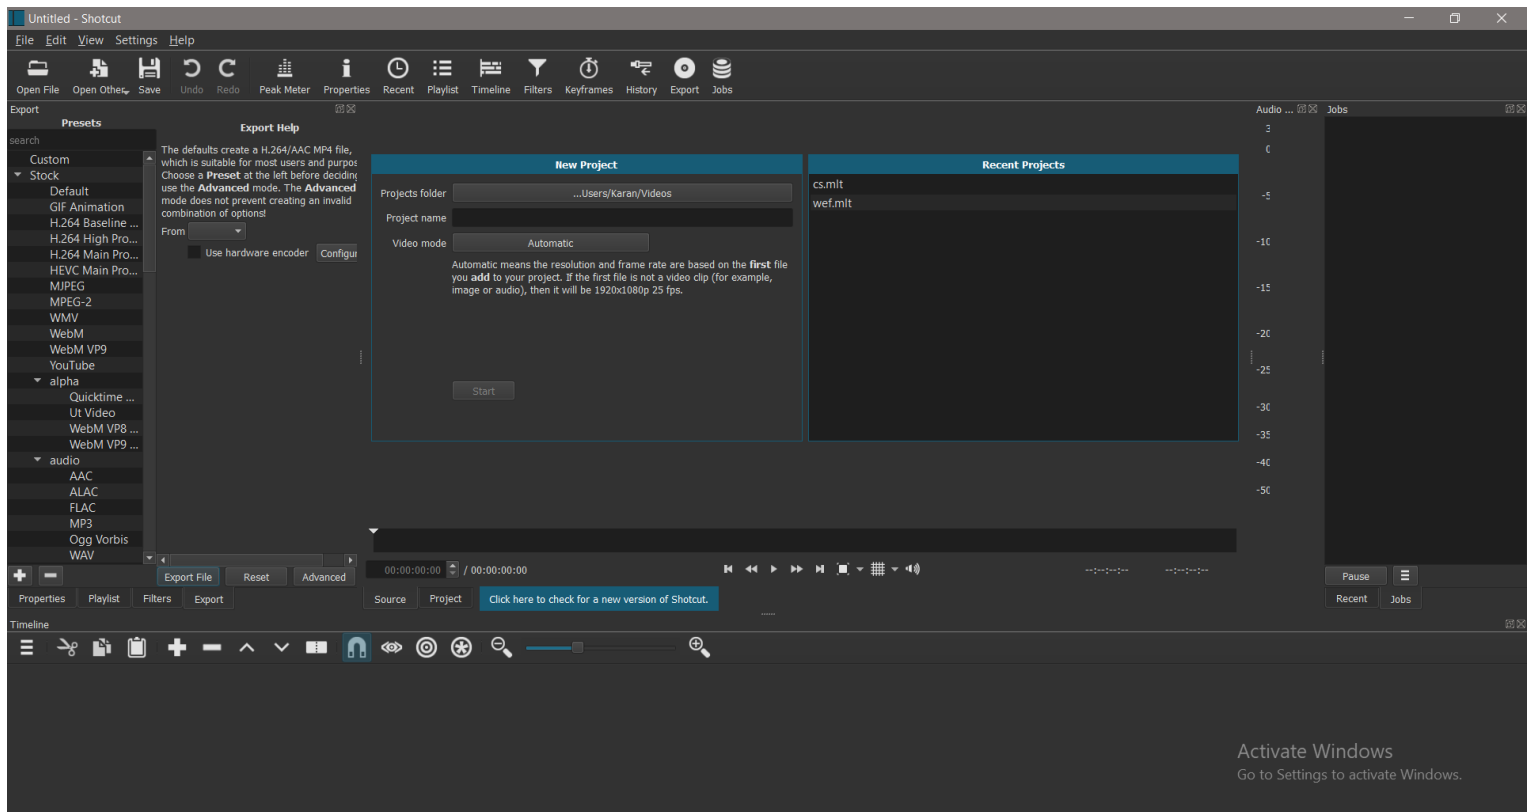 Untitled - Shotcut
File Edit View Settings Help
Open File Open Other Save Undo Redo Peak Meter Properties Recent Playlist Timeline Filters Keyframes History Export Jobs
Export
Presets
search
Custom
Stock
Default
GIF Animation
H.264 Baseline ...
H.264 High Pro...
H.264 Main Pro...
HEVC Main Pro...
MJPEG
MPEG-2
WMV
WebM
WebM VP9
YouTube
alpha
Quicktime ...
Ut Video
WebM VP8 ...
WebM VP9 ...
audio
AAC
ALAC
FLAC
MP3
Ogg Vorbis
WAV
Export Help
The defaults create a H.264/AAC MP4 file,
which is suitable for most users and purpos
Choose a Preset at the left before deciding
use the Advanced mode. The Advanced
mode does not prevent creating an invalid
combination of options!
From
Use hardware encoder Configur
Export File Reset Advanced
Properties Playlist Filters Export
New Project
Projects folder ...Users/Karan/Videos
Project name
Video mode Automatic
Automatic means the resolution and frame rate are based on the first file
you add to your project. If the first file is not a video clip (for example,
image or audio), then it will be 1920x1080p 25 fps.
Start
Recent Projects
cs.mlt
wef.mlt
00:00:00:00 / 00:00:00:00
--:--:--:-- --:--:--:--
Source Project Click here to check for a new version of Shotcut.
Audio ...
3
-5
-10
-15
-20
-25
-30
-35
-40
-50
Jobs
Pause
Recent Jobs
Timeline
Activate Windows
Go to Settings to activate Windows.